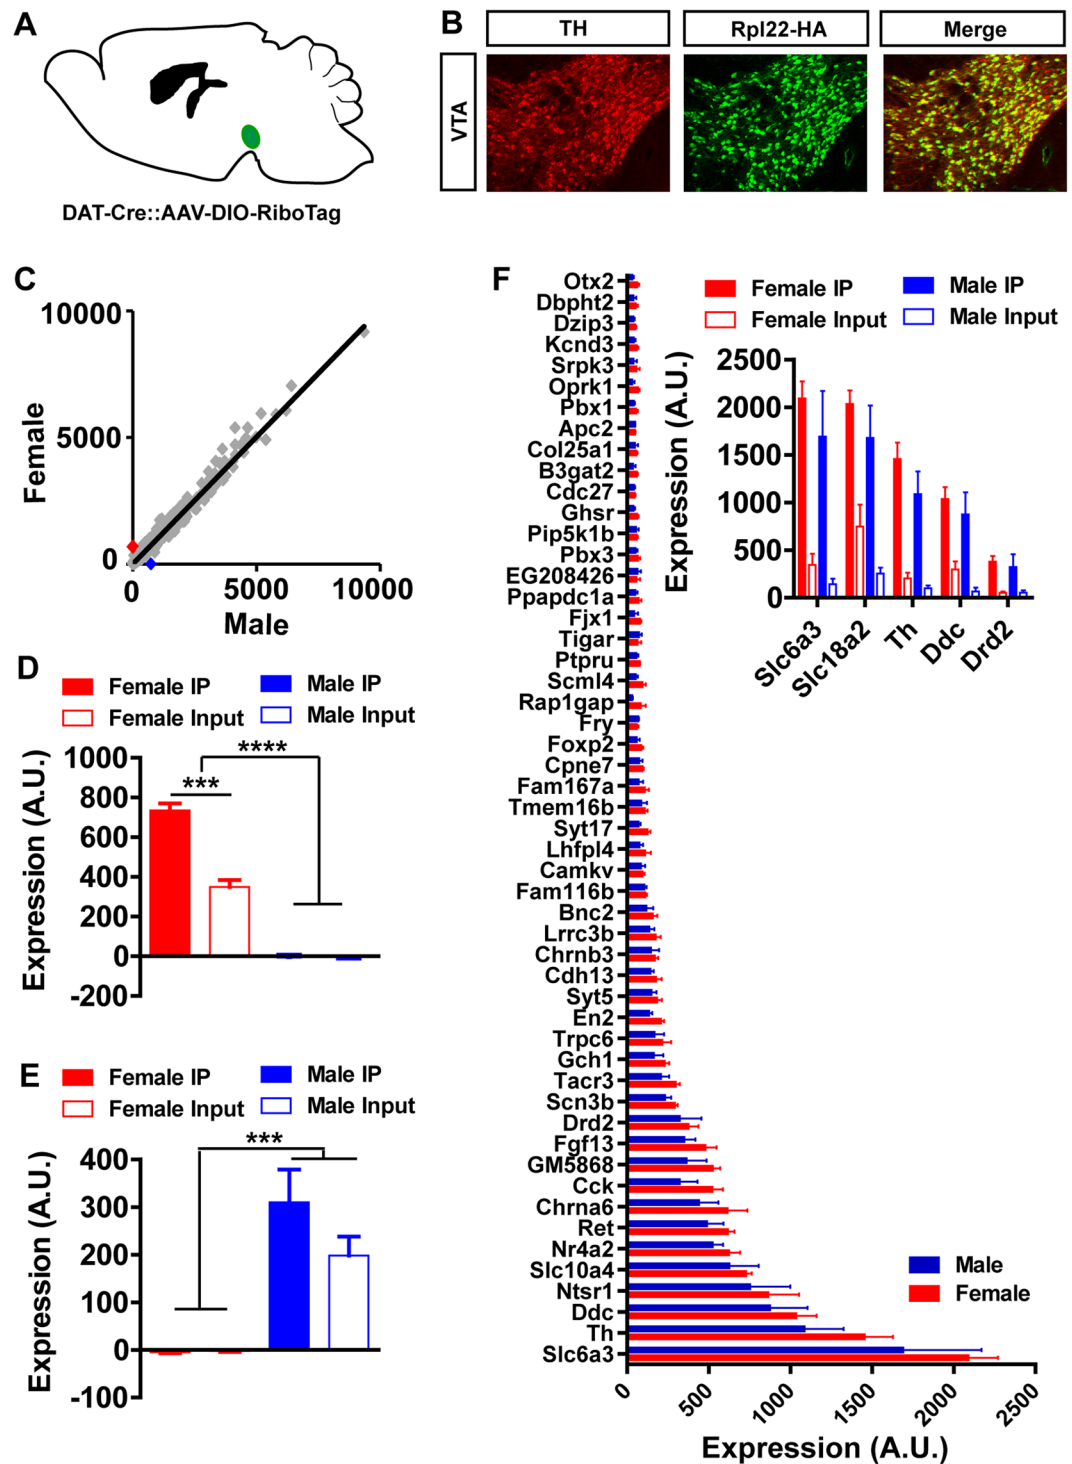 A
DAT-Cre::AAV-DIO-RiboTag
B
TH
Rpl22-HA
Merge
VTA
C
10000
5000
0
Female
0
5000
10000
Male
D
Female IP
Male IP
Female Input
Male Input
****
***
1000
800
600
400
200
0
-200
Expression (A.U.)
E
Female IP
Male IP
Female Input
Male Input
***
400
300
200
100
0
-100
Expression (A.U.)
F
Otx2
Dbpht2
Dzip3
Kcnd3
Srpk3
Oprk1
Pbx1
Apc2
Col25a1
B3gat2
Cdc27
Ghsr
Pip5k1b
Pbx3
EG208426
Ppapdc1a
Fjx1
Tigar
Ptpru
Scml4
Rap1gap
Fry
Foxp2
Cpne7
Fam167a
Tmem16b
Syt17
Lhfpl4
Camkv
Fam116b
Bnc2
Lrrc3b
Chrnb3
Cdh13
Syt5
En2
Trpc6
Gch1
Tacr3
Scn3b
Drd2
Fgf13
GM5868
Cck
Chrna6
Ret
Nr4a2
Slc10a4
Ntsr1
Ddc
Th
Slc6a3
0
500
1000
1500
2000
2500
Expression (A.U.)
Male
Female
Female IP
Male IP
Female Input
Male Input
2500
2000
1500
1000
500
0
Expression (A.U.)
Slc6a3
Slc18a2
Th
Ddc
Drd2